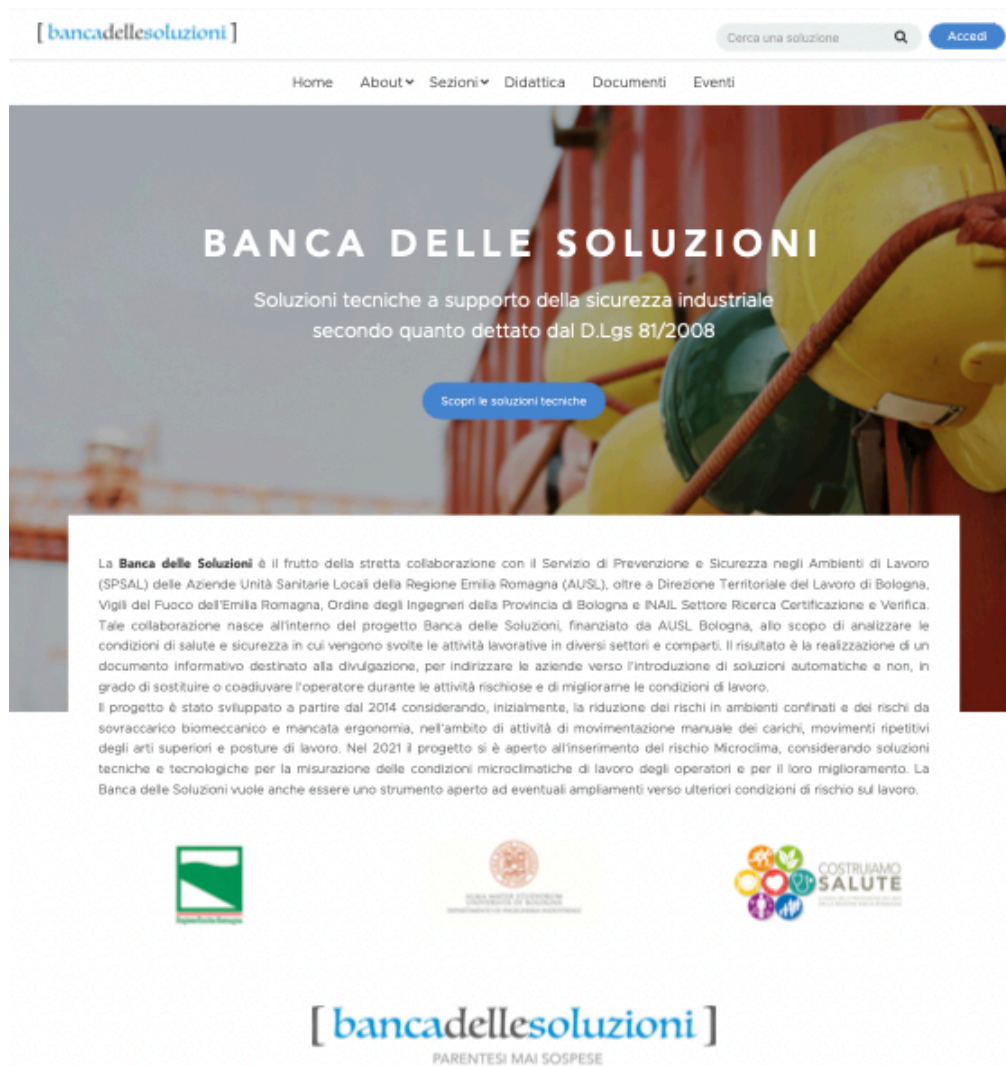 [ bancadellesoluzioni ]
Cerca una soluzione
Accedi
Home About Sezioni Didattica Documenti Eventi
BANCA DELLE SOLUZIONI
Soluzioni tecniche a supporto della sicurezza industriale
secondo quanto dettato dal D.Lgs 81/2008
Scopri le soluzioni tecniche
La Banca delle Soluzioni è il frutto della stretta collaborazione con il Servizio di Prevenzione e Sicurezza negli Ambienti di Lavoro
(SPSAL) delle Aziende Unità Sanitarie Locali della Regione Emilia Romagna (AUSL), oltre a Direzione Territoriale del Lavoro di Bologna,
Vigili del Fuoco dell'Emilia Romagna, Ordine degli Ingegneri della Provincia di Bologna e INAIL Settore Ricerca Certificazione e Verifica.
Tale collaborazione nasce all'interno del progetto Banca delle Soluzioni, finanziato da AUSL Bologna, allo scopo di analizzare le
condizioni di salute e sicurezza in cui vengono svolte le attività lavorative in diversi settori e comparti. Il risultato è la realizzazione di un
documento informativo destinato alla divulgazione, per indirizzare le aziende verso l'introduzione di soluzioni automatiche e non, in
grado di sostituire o coadiuvare l'operatore durante le attività rischiose e di migliorarne le condizioni di lavoro.
Il progetto è stato sviluppato a partire dal 2014 considerando, inizialmente, la riduzione dei rischi in ambienti confinati e dei rischi da
sovraccarico biomeccanico e mancata ergonomia, nell'ambito di attività di movimentazione manuale dei carichi, movimenti ripetitivi
degli arti superiori e posture di lavoro. Nel 2021 il progetto si è aperto all'inserimento del rischio Microclima, considerando soluzioni
tecniche e tecnologiche per la misurazione delle condizioni microclimatiche di lavoro degli operatori e per il loro miglioramento. La
Banca delle Soluzioni vuole anche essere uno strumento aperto ad eventuali ampliamenti verso ulteriori condizioni di rischio sul lavoro.
RegioneEmilia-Romagna
ALMA MATER STUDIORUM
UNIVERSITÀ DI BOLOGNA
COSTRUIAMO
SALUTE
[ bancadellesoluzioni ]
PARENTESI MAI SOSPESE